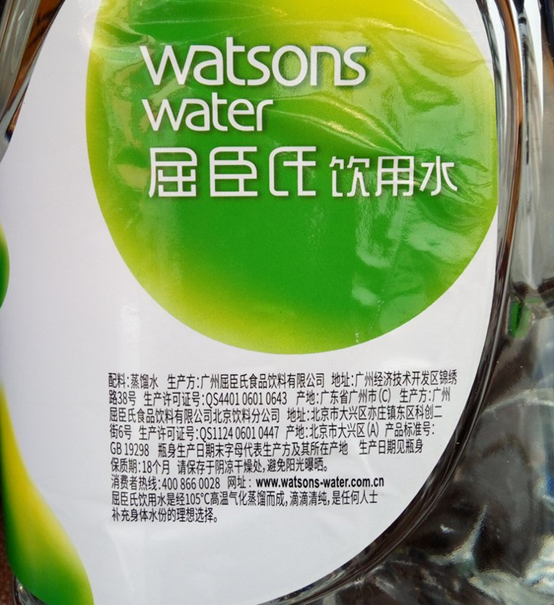 watsons
water
屈臣氏 饮用水
配料:蒸馏水 生产方:广州屈臣氏食品饮料有限公司 地址:广州经济技术开发区锦绣
路38号 生产许可证号:QS4401 0601 0643 产地:广东省广州市(C) 生产方:广州
屈臣氏食品饮料有限公司北京饮料分公司 地址:北京市大兴区亦庄镇东区科创二
街6号 生产许可证号:QS1124 0601 0447 产地:北京市大兴区(A) 产品标准号:
GB 19298 瓶身生产日期末字母代表生产方及其所在产地 生产日期见瓶身
保质期:18个月 请保存于阴凉干燥处,避免阳光曝晒。
消费者热线:400 866 0028 网址: www.watsons-water.com.cn
屈臣氏饮用水是经105℃高温气化蒸馏而成,滴滴清纯,是任何人士
补充身体水份的理想选择。